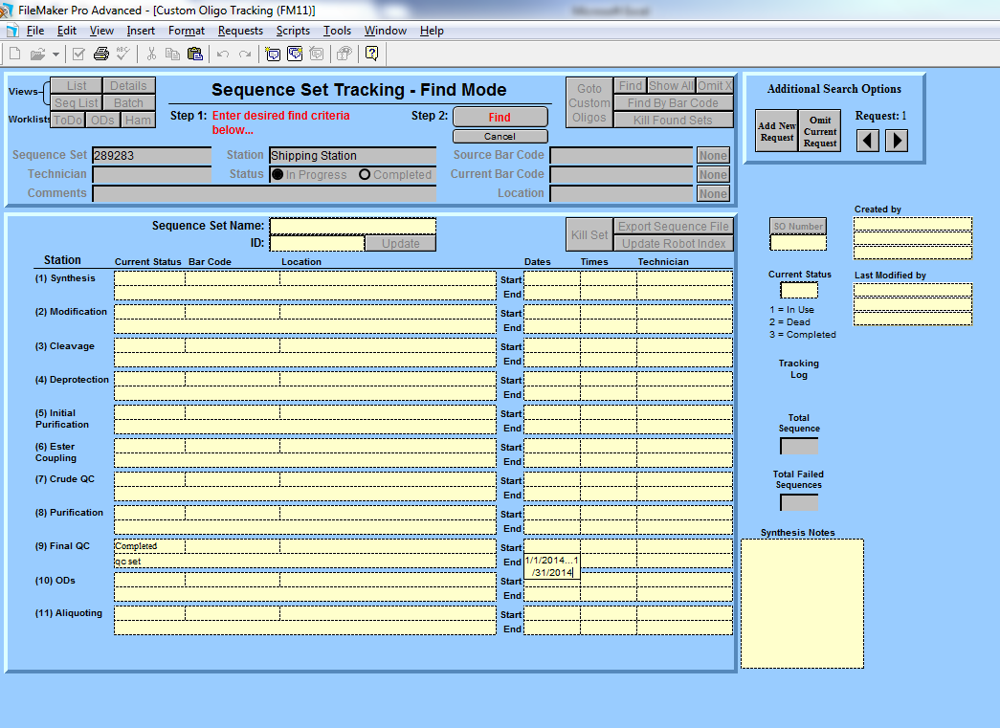 FileMaker Pro Advanced - [Custom Oligo Tracking (FM11)]
Microsoft Excel
File Edit View Insert Format Requests Scripts Tools Window Help
ABC
Views
List Details
Seq List Batch
Worklists
ToDo ODs Ham
Sequence Set Tracking - Find Mode
Step 1: Enter desired find criteria
below...
Step 2: Find
Cancel
Goto
Custom
Oligos
Find Show All Omit X
Find By Bar Code
Kill Found Sets
Additional Search Options
Add New
Request
Omit
Current
Request
Request: 1
Sequence Set 289283 Station Shipping Station Source Bar Code None
Technician Status In Progress Completed Current Bar Code None
Comments Location None
Sequence Set Name:
ID: Update
Kill Set
Export Sequence File
Update Robot Index
Station Current Status Bar Code Location Dates Times Technician
(1) Synthesis Start
End
(2) Modification Start
End
(3) Cleavage Start
End
(4) Deprotection Start
End
(5) Initial Start
Purification End
(6) Ester Start
Coupling End
(7) Crude QC Start
End
(8) Purification Start
End
(9) Final QC Completed Start
qc set End 1/1/2014...1
/31/2014
(10) ODs Start
End
(11) Aliquoting Start
End
SO Number
Created by
Current Status
Last Modified by
1 = In Use
2 = Dead
3 = Completed
Tracking
Log
Total
Sequence
Total Failed
Sequences
Synthesis Notes